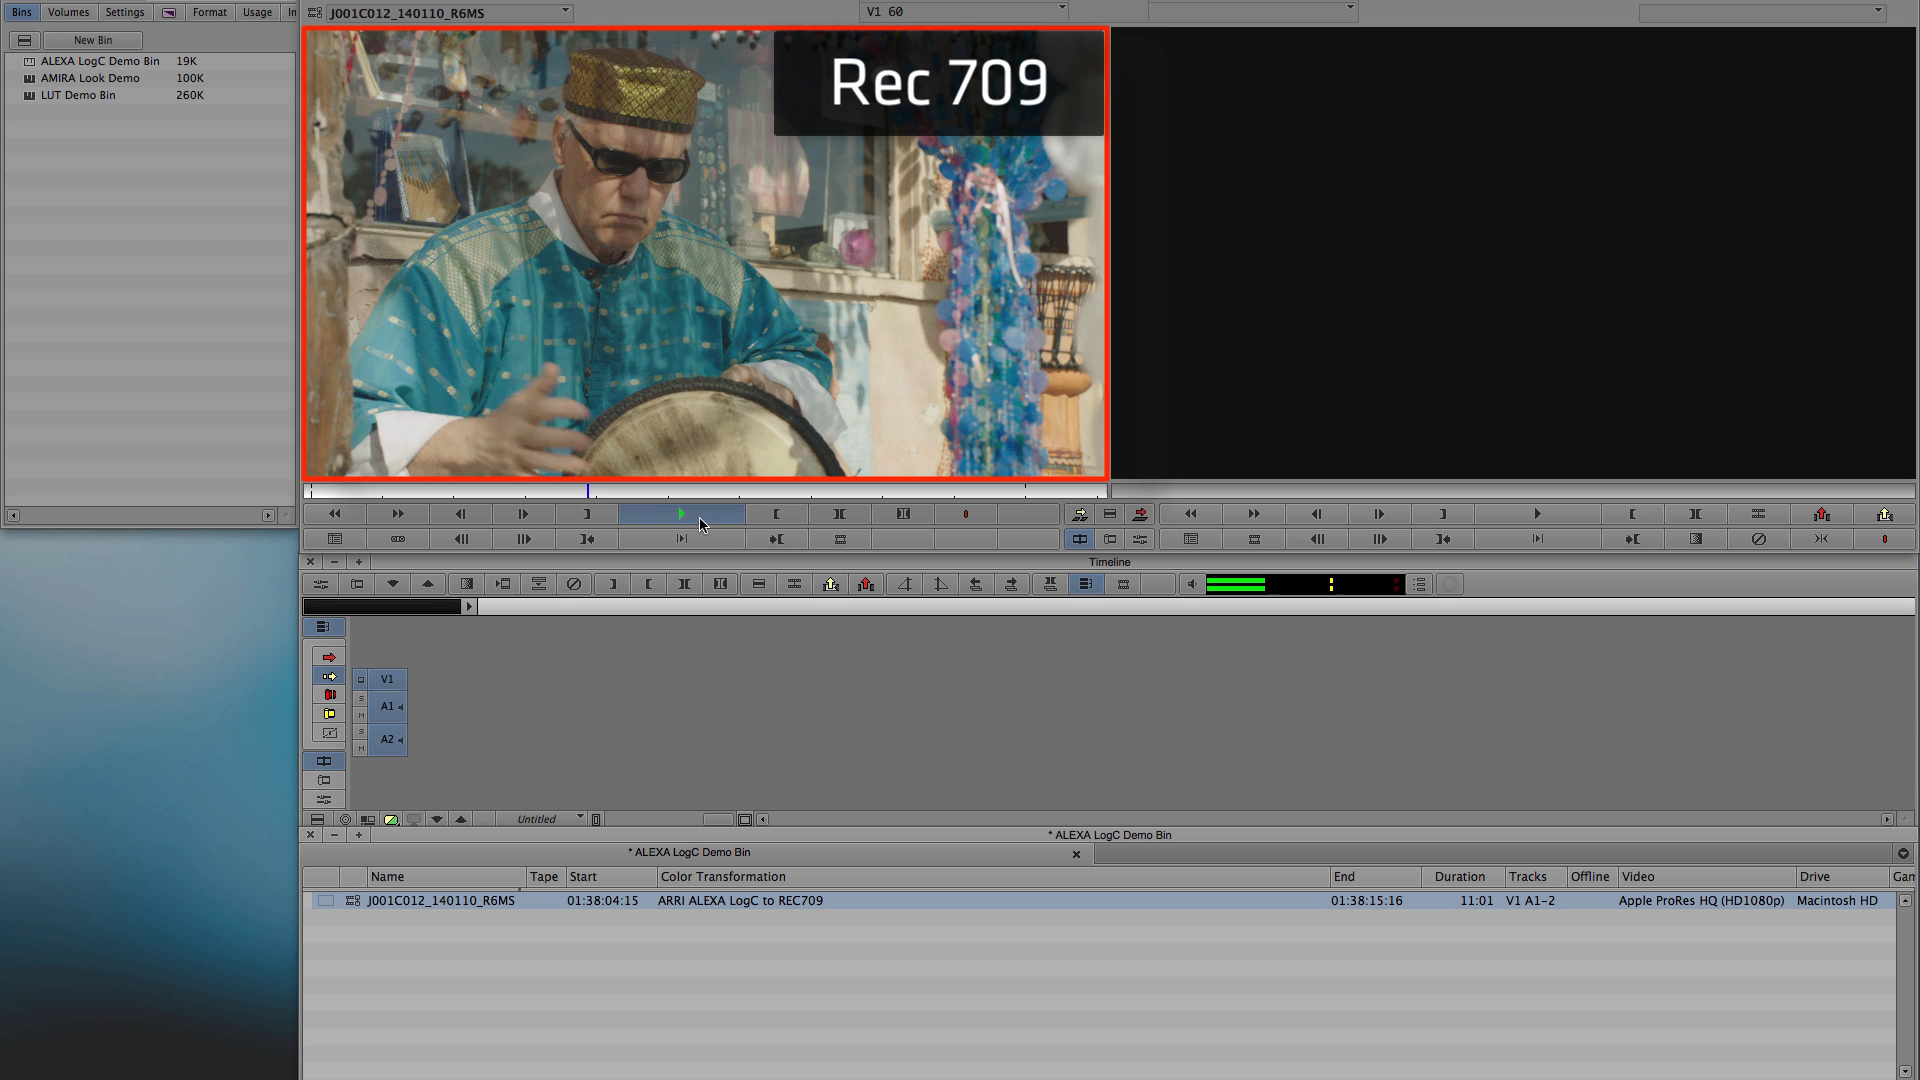 Bins Volumes Settings Format Usage In
J001C012_140110_R6MS
V1 60
New Bin
ALEXA LogC Demo Bin 19K
AMIRA Look Demo 100K
LUT Demo Bin 260K
Rec 709
Timeline
V1
S
A1
M
S
A2
M
Untitled
* ALEXA LogC Demo Bin
* ALEXA LogC Demo Bin
Name Tape Start Color Transformation End Duration Tracks Offline Video Drive Gam
J001C012_140110_R6MS 01:38:04:15 ARRI ALEXA LogC to REC709 01:38:15:16 11:01 V1 A1-2 Apple ProRes HQ (HD1080p) Macintosh HD